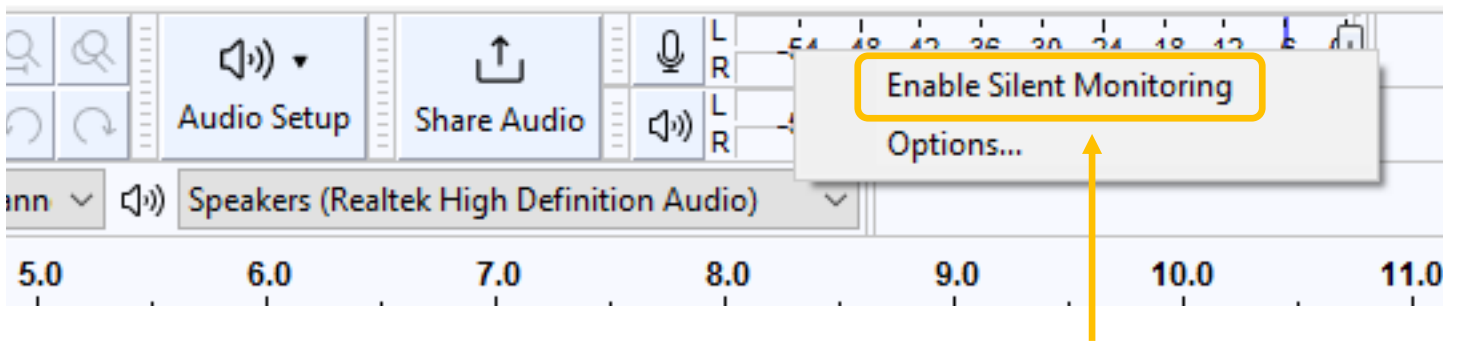 L
R
Enable Silent Monitoring
Audio Setup
Share Audio
L
R
Options...
Speakers (Realtek High Definition Audio)
5.0 6.0 7.0 8.0 9.0 10.0 11.0